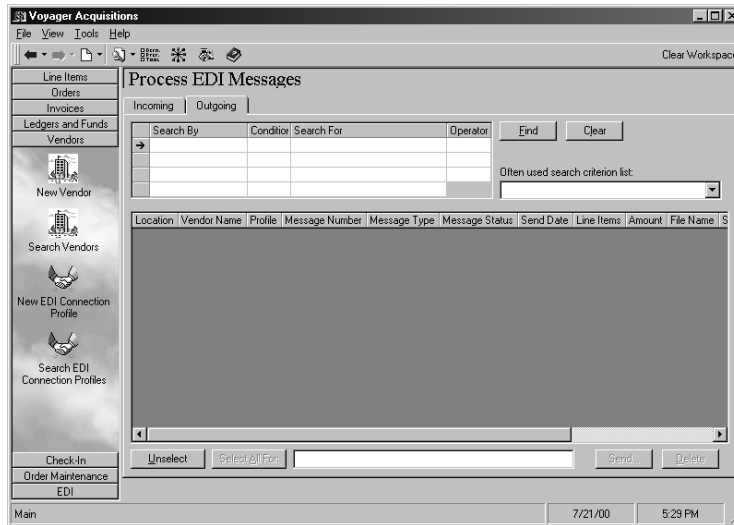 Voyager Acquisitions
File View Tools Help
Clear Workspace
Line Items
Orders
Invoices
Ledgers and Funds
Vendors
New Vendor
Search Vendors
New EDI Connection
Profile
Search EDI
Connection Profiles
Check-In
Order Maintenance
EDI
Process EDI Messages
Incoming Outgoing
Search By Condition Search For Operator
Find Clear
Often used search criterion list:
Location Vendor Name Profile Message Number Message Type Message Status Send Date Line Items Amount File Name S
Unselect Select All For: Send... Delete
Main 7/21/00 5:29 PM